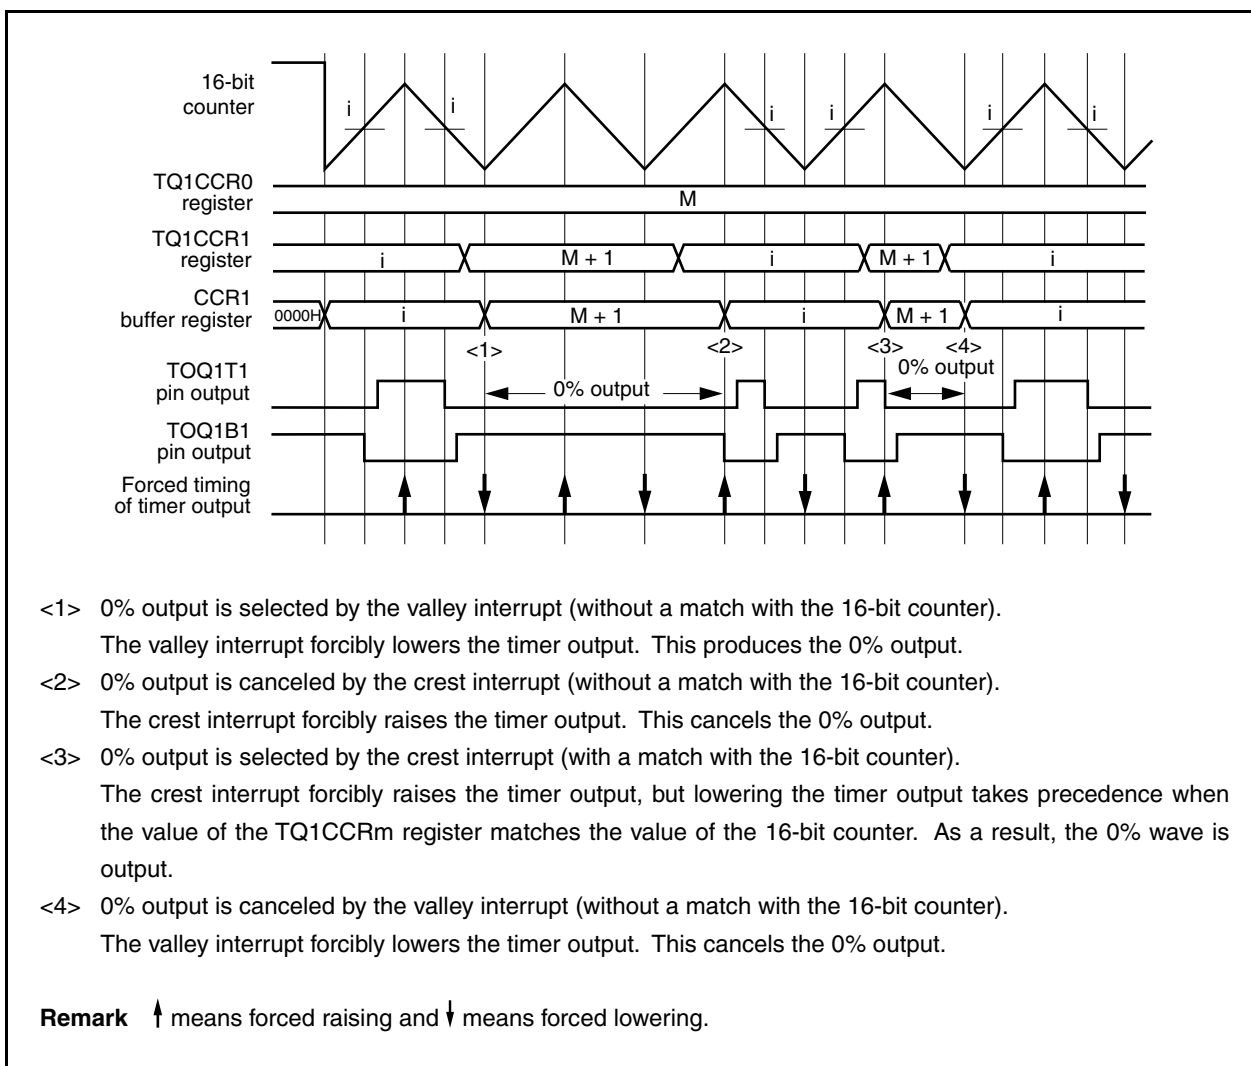 16-bit
counter
i
i
i
i
i
i
TQ1CCR0
register
M
TQ1CCR1
register
i
M + 1
i
M + 1
i
CCR1
buffer register
0000H
i
M + 1
i
M + 1
i
<1>
<2>
<3>
<4>
TOQ1T1
pin output
0% output
0% output
TOQ1B1
pin output
Forced timing
of timer output
<1> 0% output is selected by the valley interrupt (without a match with the 16-bit counter).
The valley interrupt forcibly lowers the timer output. This produces the 0% output.
<2> 0% output is canceled by the crest interrupt (without a match with the 16-bit counter).
The crest interrupt forcibly raises the timer output. This cancels the 0% output.
<3> 0% output is selected by the crest interrupt (with a match with the 16-bit counter).
The crest interrupt forcibly raises the timer output, but lowering the timer output takes precedence when
the value of the TQ1CCRm register matches the value of the 16-bit counter. As a result, the 0% wave is
output.
<4> 0% output is canceled by the valley interrupt (without a match with the 16-bit counter).
The valley interrupt forcibly lowers the timer output. This cancels the 0% output.
Remark ↑ means forced raising and ↓ means forced lowering.